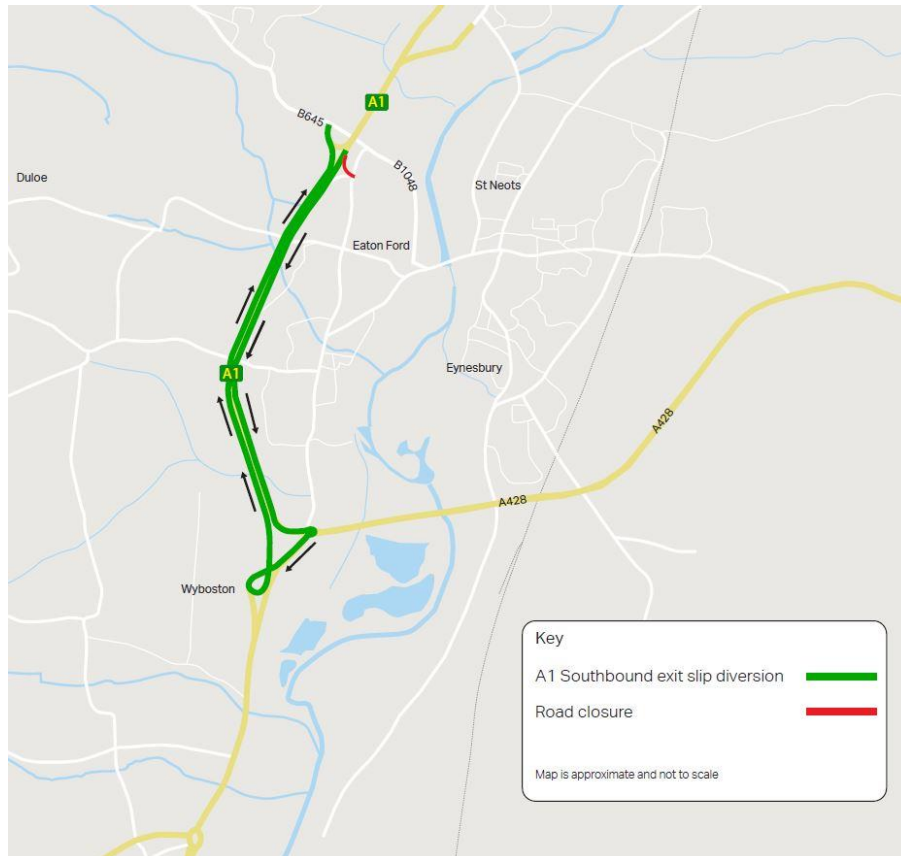 A1
B645
B1048
Duloe
St Neots
Eaton Ford
Eynesbury
A1
A428
A428
Wyboston
Key
A1 Southbound exit slip diversion
Road closure
Map is approximate and not to scale